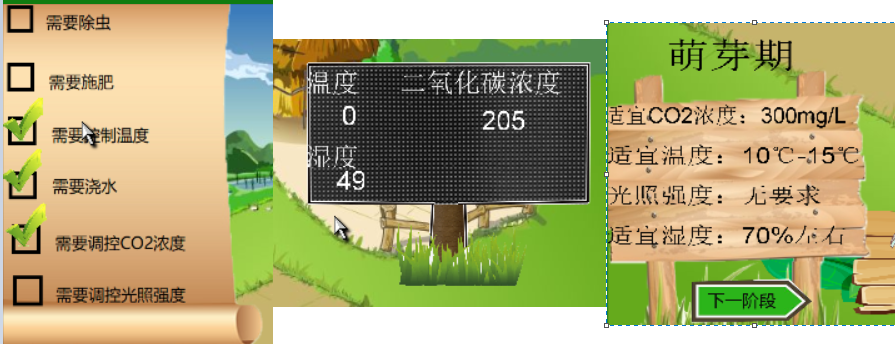 需要除虫
需要施肥
需要控制温度
需要浇水
需要调控CO2浓度
需要调控光照强度
温度
二氧化碳浓度
0
205
湿度
49
萌芽期
适宜CO2浓度：300mg/L
适宜温度：10℃-15℃
光照强度：无要求
适宜湿度：70%左右
下一阶段